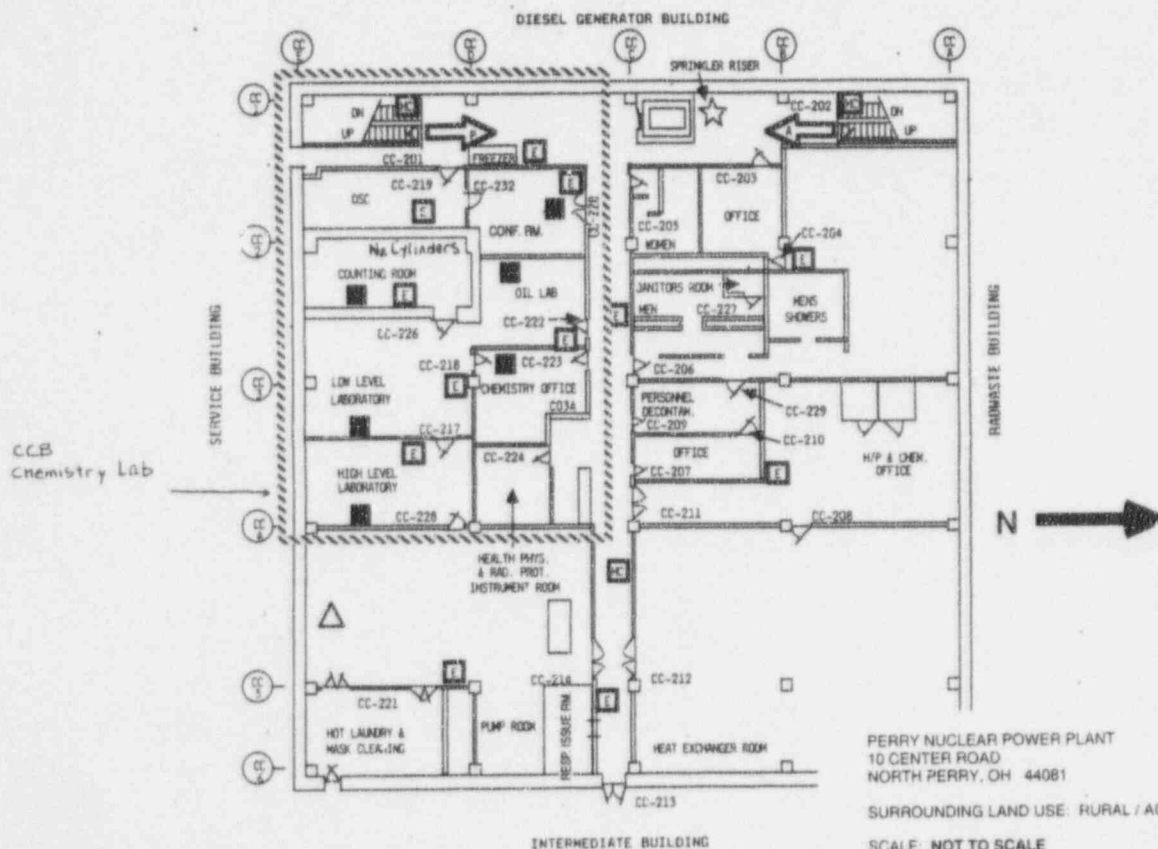 DIESEL GENERATOR BUILDING
SPRINKLER RISER
DN
UP
HC
HC
P
CC-201
FREEZER
E
CC-202
HC
A
DN
UP
CC-219
CC-232
OSC
E
E
CONF. RM.
CC-220
CC-203
OFFICE
CC-205
WOMEN
CC-204
E
N2 Cylinders
COUNTING ROOM
E
OIL LAB
JANITORS ROOM
MEN
CC-227
MENS
SHOWERS
CC-226
CC-222
E
E
CC-218
CC-223
CHEMISTRY OFFICE
E
CC-206
LOW LEVEL
LABORATORY
CC-217
PERSONNEL
DECONTAM.
CC-209
CC-229
CC-210
SERVICE BUILDING
RADWASTE BUILDING
CCB
Chemistry Lab
E
HIGH LEVEL
LABORATORY
CC-224
OFFICE
CC-207
E
H/P & CHEM.
OFFICE
CC-228
CC-211
CC-208
N
HEALTH PHYS.
& RAD. PROT.
INSTRUMENT ROOM
HC
E
CC-214
E
CC-212
CC-221
HOT LAUNDRY &
MASK CLEANING
PUMP ROOM
RESP ISSUE RM.
HEAT EXCHANGER ROOM
CC-213
INTERMEDIATE BUILDING
PERRY NUCLEAR POWER PLANT
10 CENTER ROAD
NORTH PERRY, OH 44081
SURROUNDING LAND USE: RURAL /
SCALE: NOT TO SCALE